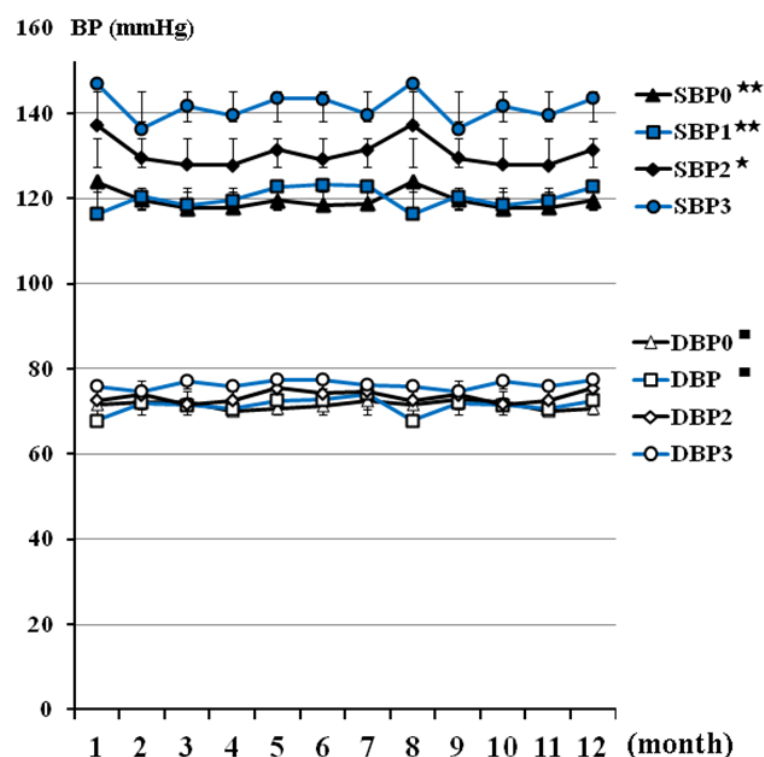 160 BP (mmHg)
140
120
100
80
60
40
20
0
1 2 3 4 5 6 7 8 9 10 11 12 (month)
SBP0 ★★
SBP1 ★★
SBP2 ★
SBP3
DBP0 ■
DBP ■
DBP2
DBP3